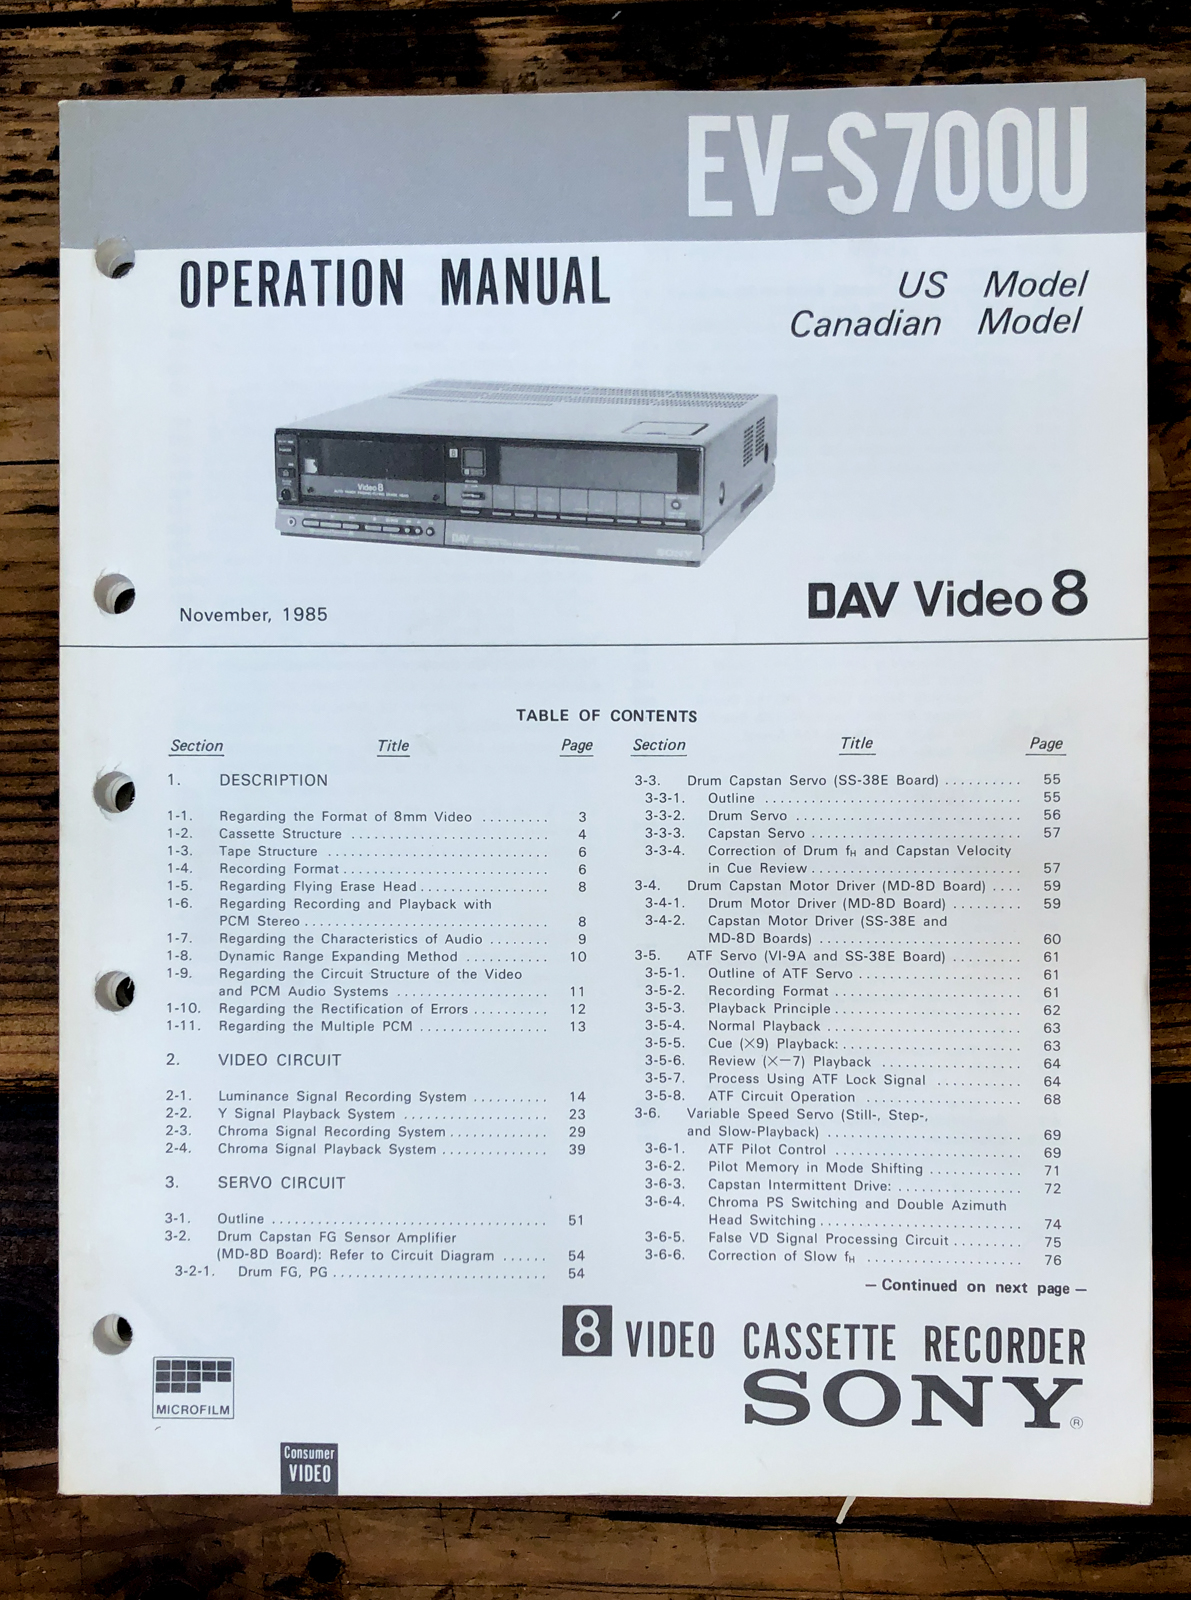 EV-S700U
OPERATION MANUAL
US Model
Canadian Model
Video 8
DAV
SONY
November, 1985
DAV Video 8
TABLE OF CONTENTS
Section Title Page
1. DESCRIPTION
1-1. Regarding the Format of 8mm Video ......... 3
1-2. Cassette Structure .......................... 4
1-3. Tape Structure ............................. 6
1-4. Recording Format ........................... 6
1-5. Regarding Flying Erase Head ................. 8
1-6. Regarding Recording and Playback with
PCM Stereo ................................ 8
1-7. Regarding the Characteristics of Audio ........ 9
1-8. Dynamic Range Expanding Method ........... 10
1-9. Regarding the Circuit Structure of the Video
and PCM Audio Systems .................... 11
1-10. Regarding the Rectification of Errors .......... 12
1-11. Regarding the Multiple PCM ................. 13
2. VIDEO CIRCUIT
2-1. Luminance Signal Recording System .......... 14
2-2. Y Signal Playback System ................... 23
2-3. Chroma Signal Recording System ............. 29
2-4. Chroma Signal Playback System .............. 39
3. SERVO CIRCUIT
3-1. Outline .................................... 51
3-2. Drum Capstan FG Sensor Amplifier
(MD-8D Board): Refer to Circuit Diagram ...... 54
3-2-1. Drum FG, PG ............................ 54
Section Title Page
3-3. Drum Capstan Servo (SS-38E Board) .......... 55
3-3-1. Outline ................................. 55
3-3-2. Drum Servo ............................. 56
3-3-3. Capstan Servo ........................... 57
3-3-4. Correction of Drum fH and Capstan Velocity
in Cue Review ............................ 57
3-4. Drum Capstan Motor Driver (MD-8D Board) .... 59
3-4-1. Drum Motor Driver (MD-8D Board) ......... 59
3-4-2. Capstan Motor Driver (SS-38E and
MD-8D Boards) .......................... 60
3-5. ATF Servo (VI-9A and SS-38E Board) ......... 61
3-5-1. Outline of ATF Servo ..................... 61
3-5-2. Recording Format ........................ 61
3-5-3. Playback Principle ......................... 62
3-5-4. Normal Playback ......................... 63
3-5-5. Cue (×9) Playback: ....................... 63
3-5-6. Review (×−7) Playback .................. 64
3-5-7. Process Using ATF Lock Signal ............ 64
3-5-8. ATF Circuit Operation .................... 68
3-6. Variable Speed Servo (Still-, Step-,
and Slow-Playback) ......................... 69
3-6-1. ATF Pilot Control ........................ 69
3-6-2. Pilot Memory in Mode Shifting ............ 71
3-6-3. Capstan Intermittent Drive: ................ 72
3-6-4. Chroma PS Switching and Double Azimuth
Head Switching .......................... 74
3-6-5. False VD Signal Processing Circuit ......... 75
3-6-6. Correction of Slow fH .................... 76
— Continued on next page —
8 VIDEO CASSETTE RECORDER
SONY®
MICROFILM
Consumer
VIDEO